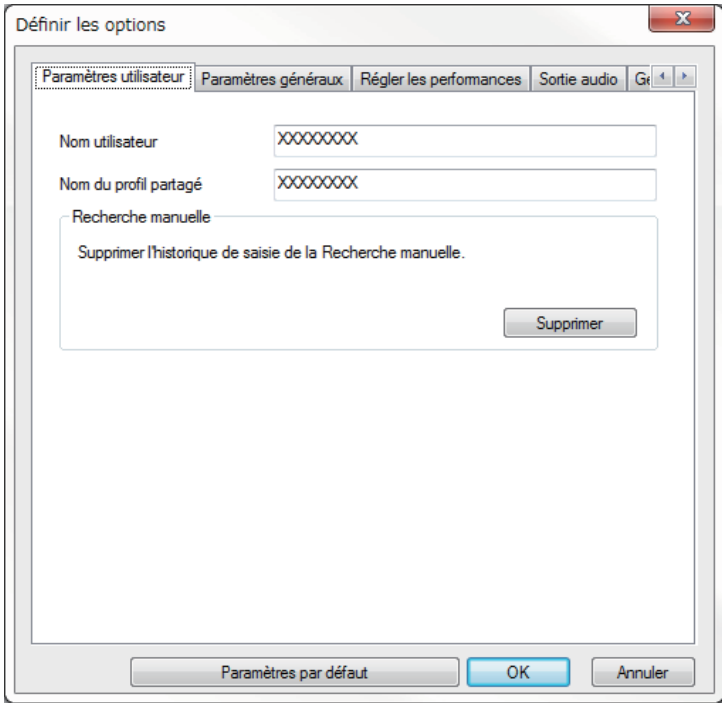 Définir les options
Paramètres utilisateur Paramètres généraux Régler les performances Sortie audio
Nom utilisateur XXXXXXXX
Nom du profil partagé XXXXXXXX
Recherche manuelle
Supprimer l'historique de saisie de la Recherche manuelle.
Supprimer
Paramètres par défaut OK Annuler